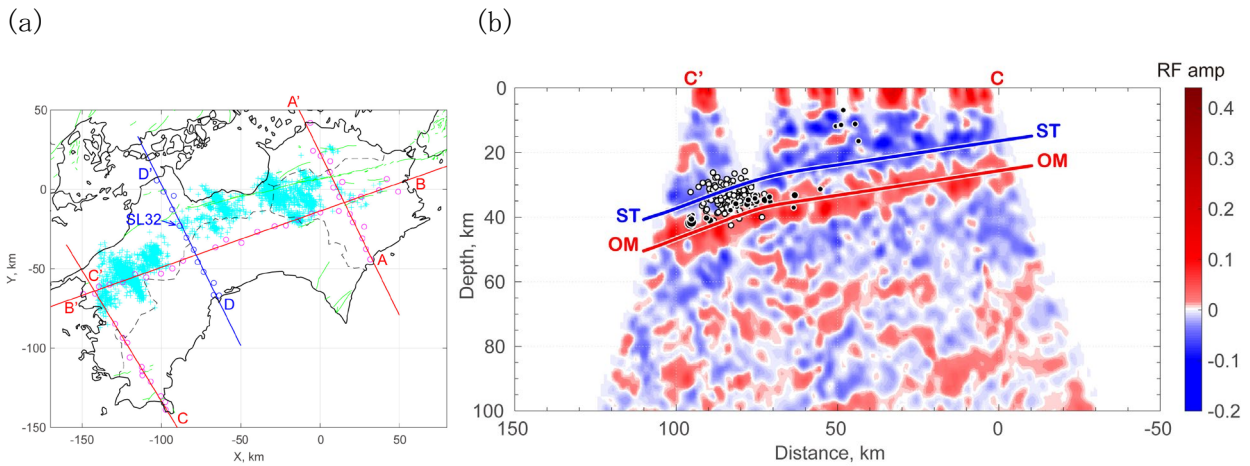 (a)
(b)
50
0
-50
-100
-150
Y, km
-150
-100
-50
0
50
X, km
A'
D'
B
SL32
A
C'
B'
D
C
C'
C
RF amp
0
20
40
60
80
100
Depth, km
ST
OM
ST
OM
150
100
50
0
-50
Distance, km
0.4
0.3
0.2
0.1
0
-0.1
-0.2